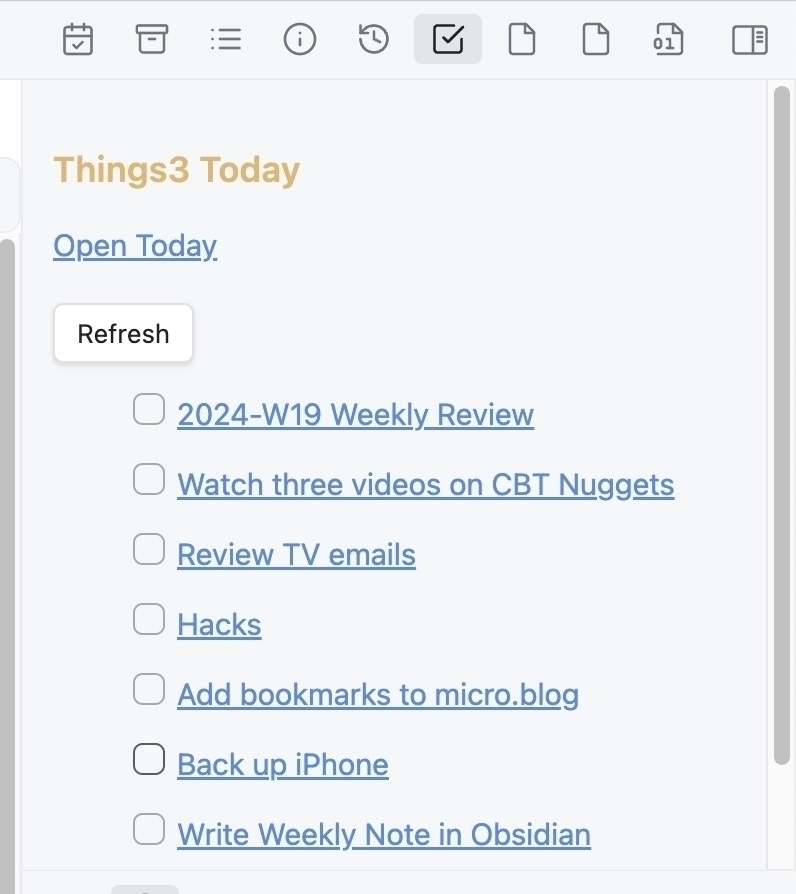 01
Things3 Today
Open Today
Refresh
2024-W19 Weekly Review
Watch three videos on CBT Nuggets
Review TV emails
Hacks
Add bookmarks to micro.blog
Back up iPhone
Write Weekly Note in Obsidian